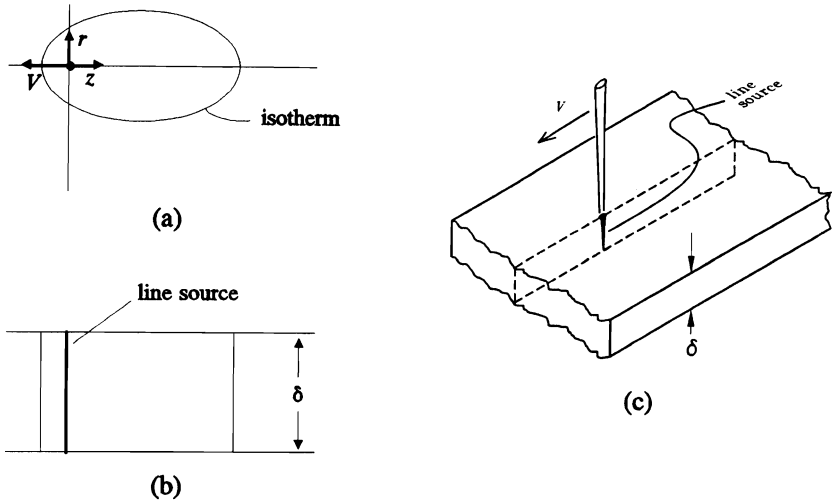 r
V
z
isotherm
(a)
line source
δ
(b)
V
line
source
δ
(c)